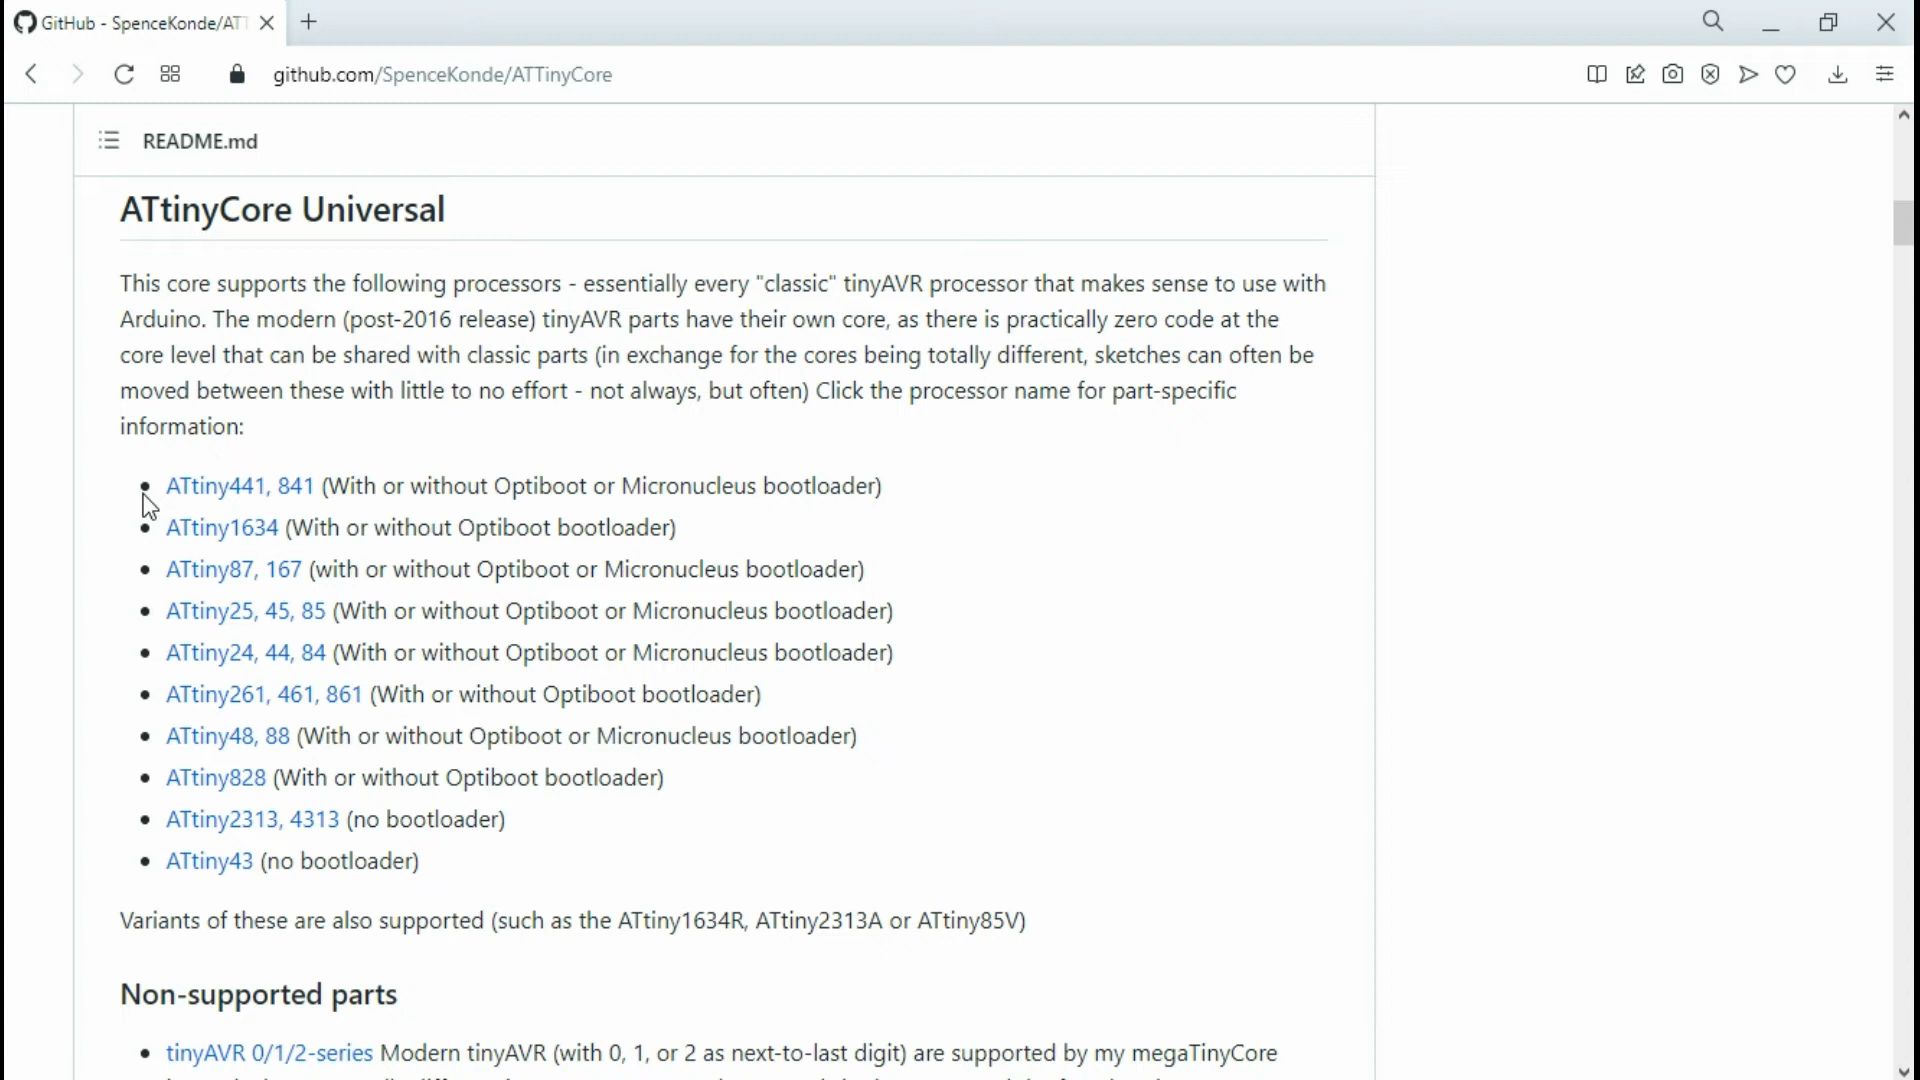 GitHub - SpenceKonde/AT
github.com/SpenceKonde/ATTinyCore
README.md
ATtinyCore Universal
This core supports the following processors - essentially every "classic" tinyAVR processor that makes sense to use with
Arduino. The modern (post-2016 release) tinyAVR parts have their own core, as there is practically zero code at the
core level that can be shared with classic parts (in exchange for the cores being totally different, sketches can often be
moved between these with little to no effort - not always, but often) Click the processor name for part-specific
information:
• ATtiny441, 841 (With or without Optiboot or Micronucleus bootloader)
• ATtiny1634 (With or without Optiboot bootloader)
• ATtiny87, 167 (with or without Optiboot or Micronucleus bootloader)
• ATtiny25, 45, 85 (With or without Optiboot or Micronucleus bootloader)
• ATtiny24, 44, 84 (With or without Optiboot or Micronucleus bootloader)
• ATtiny261, 461, 861 (With or without Optiboot bootloader)
• ATtiny48, 88 (With or without Optiboot or Micronucleus bootloader)
• ATtiny828 (With or without Optiboot bootloader)
• ATtiny2313, 4313 (no bootloader)
• ATtiny43 (no bootloader)
Variants of these are also supported (such as the ATtiny1634R, ATtiny2313A or ATtiny85V)
Non-supported parts
• tinyAVR 0/1/2-series Modern tinyAVR (with 0, 1, or 2 as next-to-last digit) are supported by my megaTinyCore